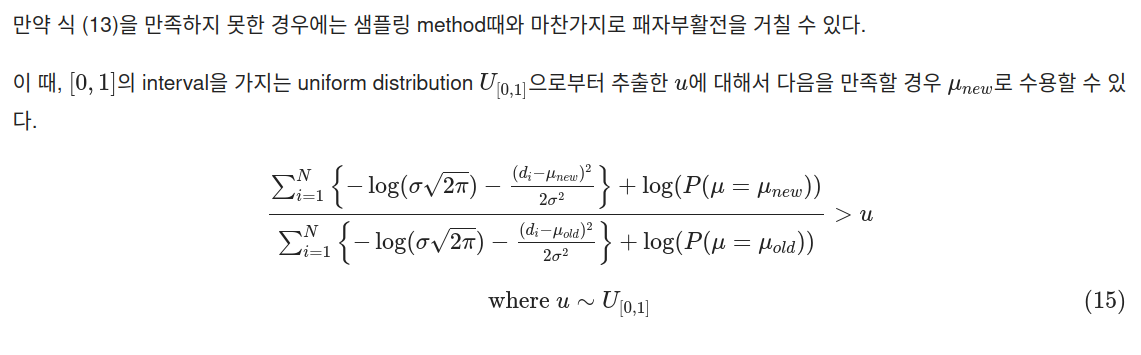 만약 식 (13)을 만족하지 못한 경우에는 샘플링 method때와 마찬가지로 패자부활전을 거칠 수 있다.
이 때, [0, 1]의 interval을 가지는 uniform distribution U_{[0,1]}으로부터 추출한 u에 대해서 다음을 만족할 경우 μ_{new}로 수용할 수 있
다.
\frac{\sum_{i=1}^{N} \left\{ -\log(\sigma\sqrt{2\pi}) - \frac{(d_i-\mu_{new})^2}{2\sigma^2} \right\} + \log(P(\mu = \mu_{new}))}{\sum_{i=1}^{N} \left\{ -\log(\sigma\sqrt{2\pi}) - \frac{(d_i-\mu_{old})^2}{2\sigma^2} \right\} + \log(P(\mu = \mu_{old}))} > u
where u ∼ U_{[0,1]} (15)